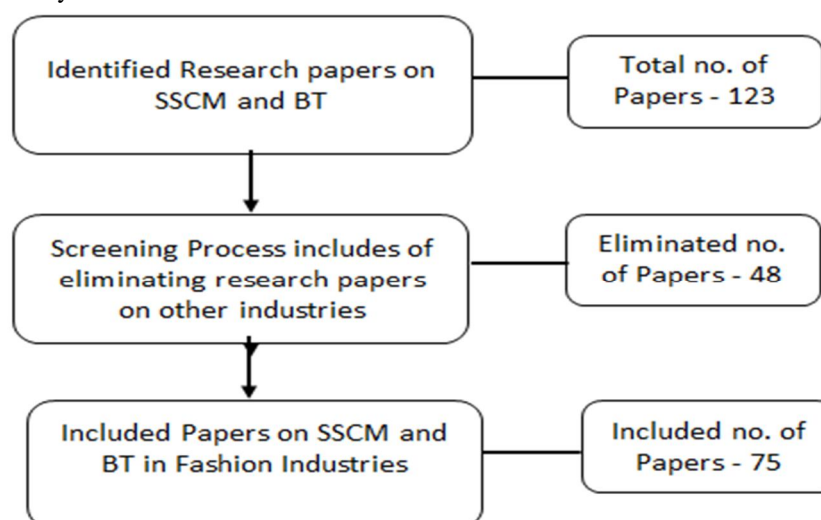 Identified Research papers on
SSCM and BT
Total no. of
Papers - 123
Screening Process includes of
eliminating research papers
on other industries
Eliminated no.
of Papers - 48
Included Papers on SSCM and
BT in Fashion Industries
Included no. of
Papers - 75